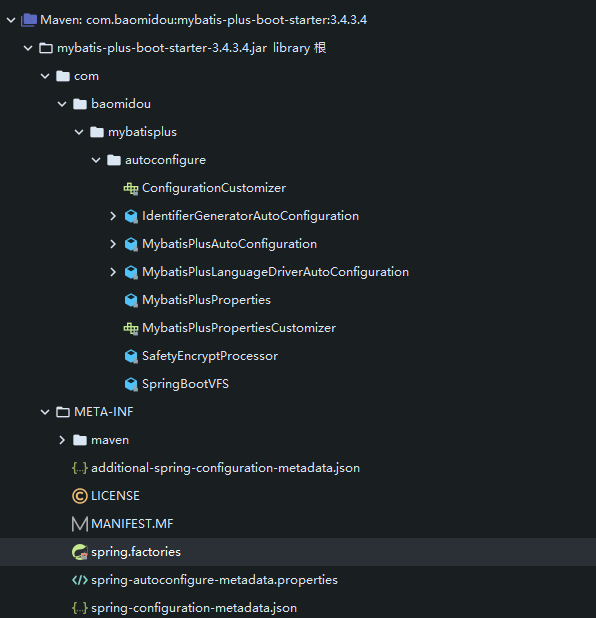 Maven: com.baomidou:mybatis-plus-boot-starter:3.4.3.4
mybatis-plus-boot-starter-3.4.3.4.jar library 根
com
baomidou
mybatisplus
autoconfigure
ConfigurationCustomizer
IdentifierGeneratorAutoConfiguration
MybatisPlusAutoConfiguration
MybatisPlusLanguageDriverAutoConfiguration
MybatisPlusProperties
MybatisPlusPropertiesCustomizer
SafetyEncryptProcessor
SpringBootVFS
META-INF
maven
additional-spring-configuration-metadata.json
LICENSE
MANIFEST.MF
spring.factories
spring-autoconfigure-metadata.properties
spring-configuration-metadata.json